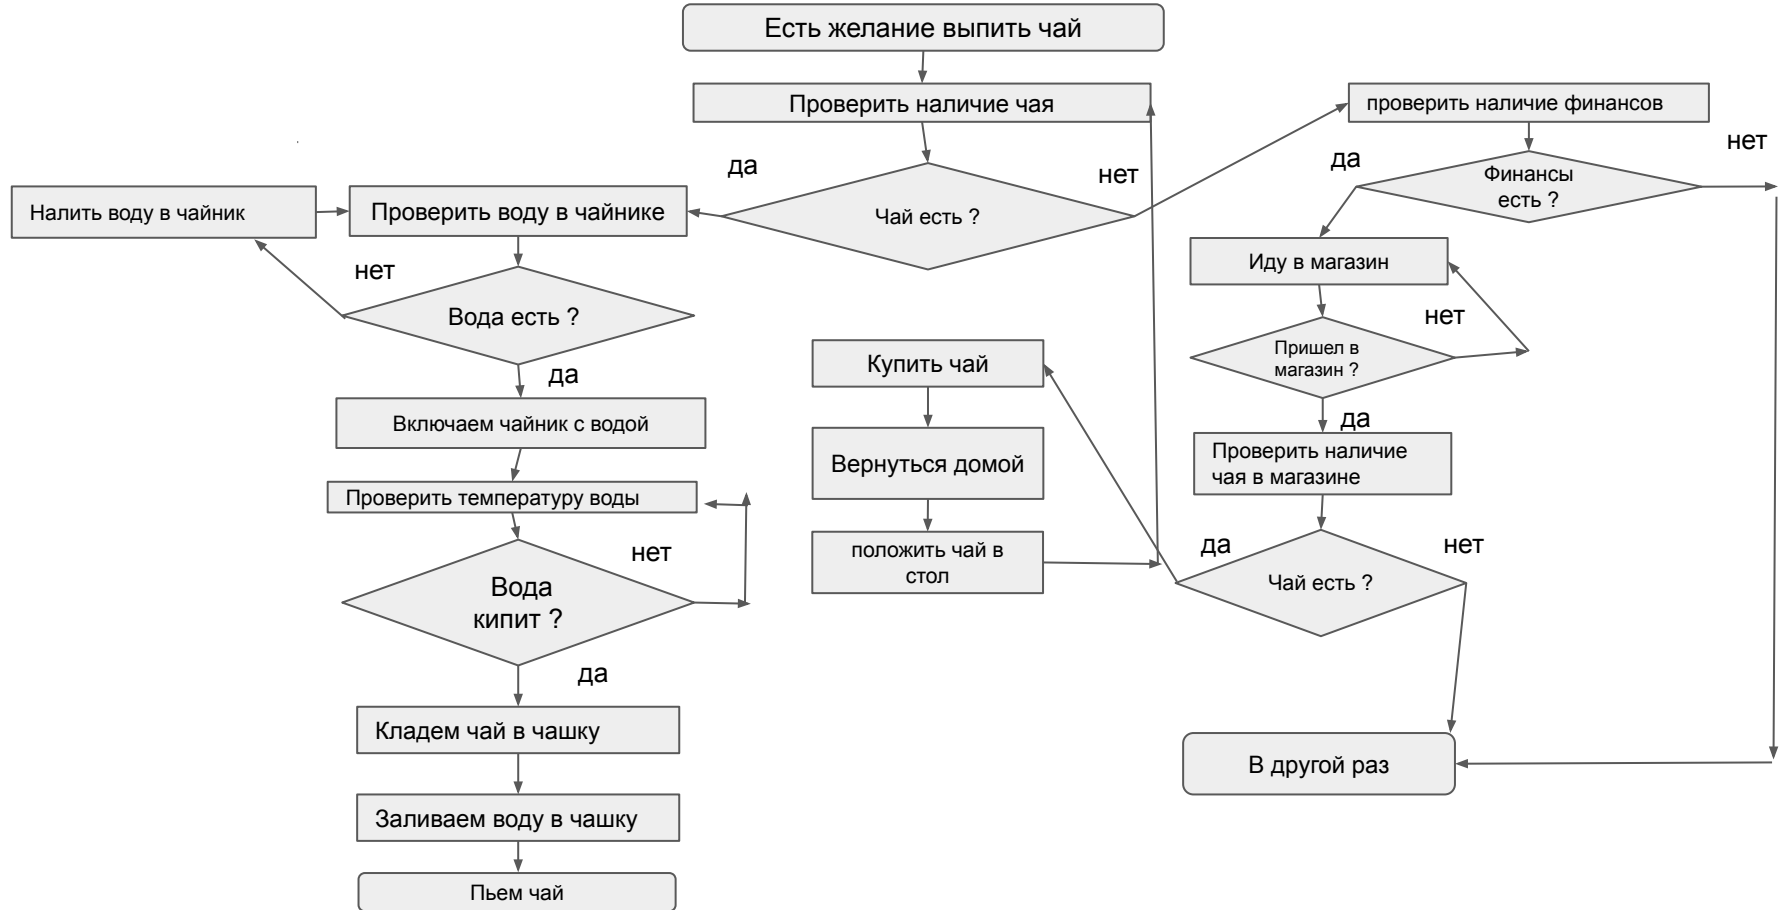 Есть желание выпить чай
Проверить наличие чая
проверить наличие финансов
да
нет
да
нет
Финансы
есть ?
Налить воду в чайник
Проверить воду в чайнике
Чай есть ?
Иду в магазин
нет
Вода есть ?
нет
Пришел в
магазин ?
Купить чай
да
да
Включаем чайник с водой
Проверить наличие
чая в магазине
Вернуться домой
Проверить температуру воды
нет
да
нет
положить чай в
стол
Чай есть ?
Вода
кипит ?
да
Кладем чай в чашку
В другой раз
Заливаем воду в чашку
Пьем чай